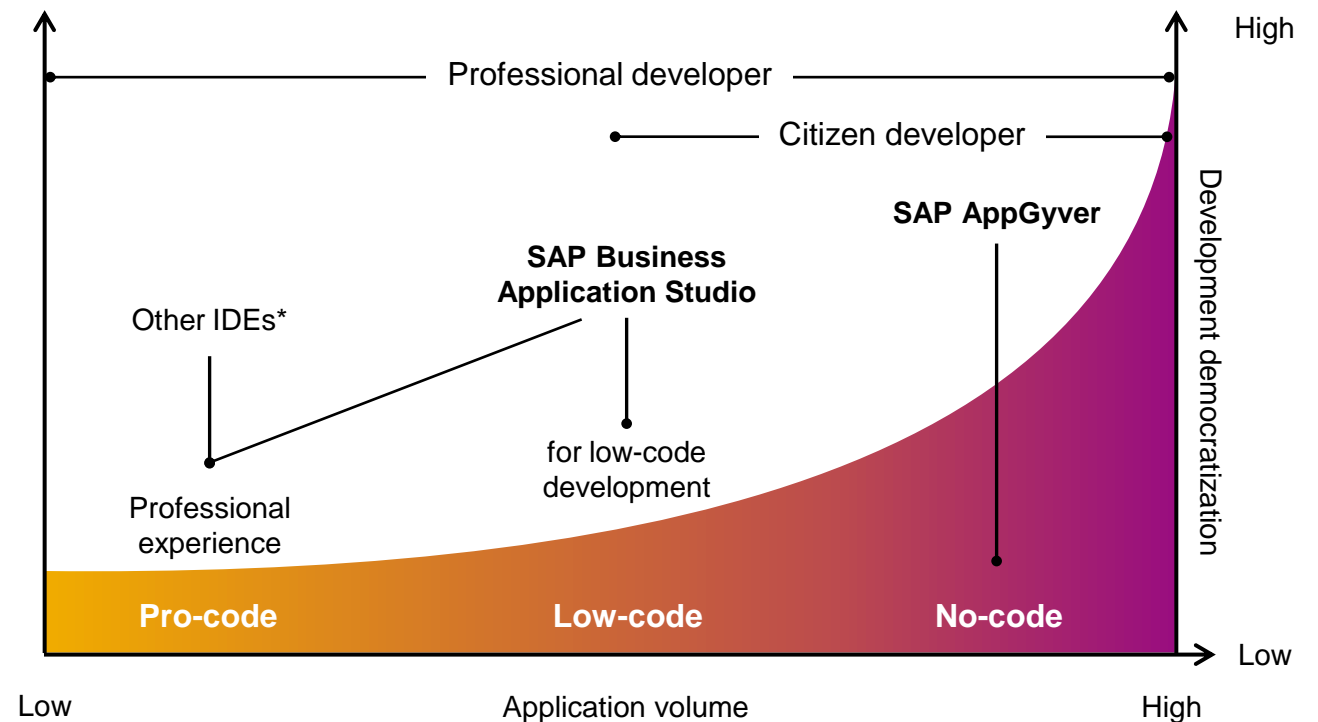 High
Professional developer
Citizen developer
SAP AppGyver
Development democratization
SAP Business
Application Studio
Other IDEs*
for low-code
development
Professional
experience
Pro-code
Low-code
No-code
Low
Low
Application volume
High